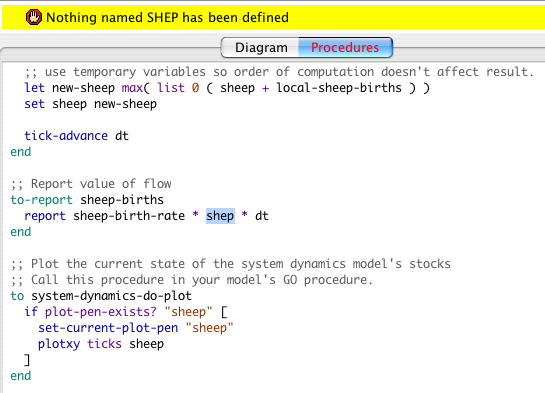 Nothing named SHEP has been defined
Diagram Procedures
;; use temporary variables so order of computation doesn't affect result.
let new-sheep max( list 0 ( sheep + local-sheep-births ) )
set sheep new-sheep
tick-advance dt
end
;; Report value of flow
to-report sheep-births
report sheep-birth-rate * shep * dt
end
;; Plot the current state of the system dynamics model's stocks
;; Call this procedure in your model's GO procedure.
to system-dynamics-do-plot
if plot-pen-exists? "sheep" [
set-current-plot-pen "sheep"
plotxy ticks sheep
]
end